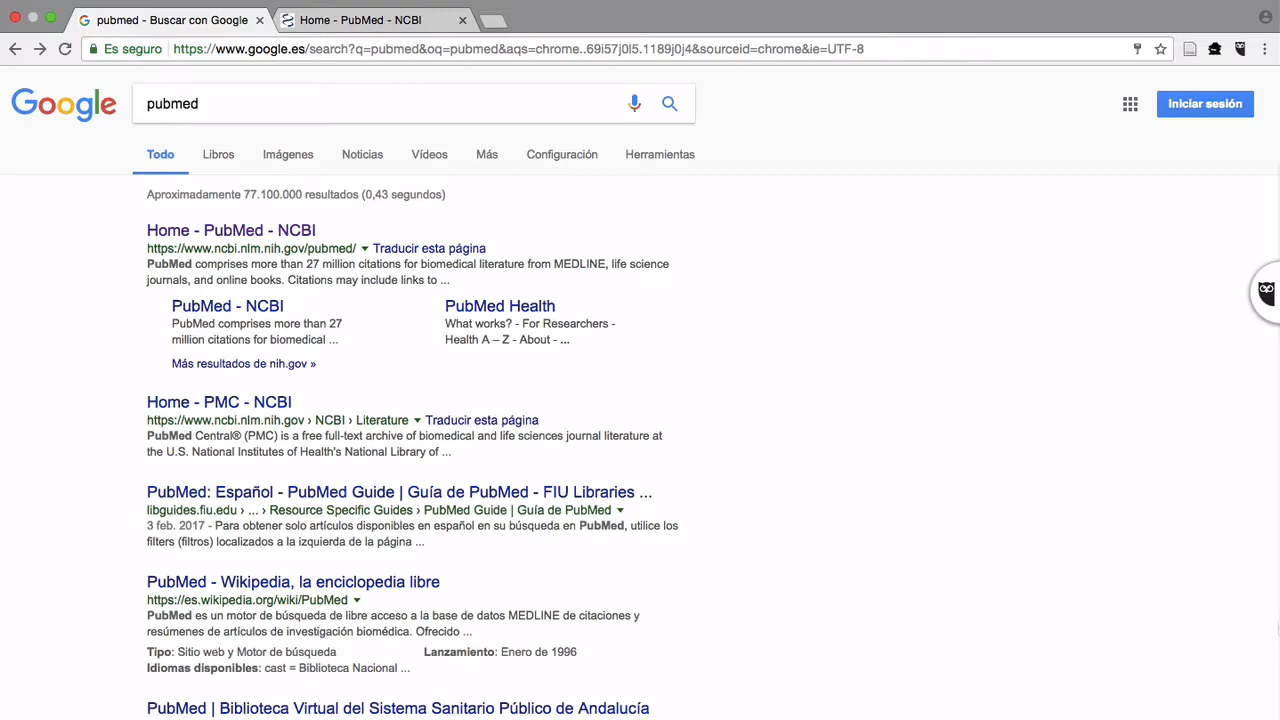 pubmed - Buscar con Google
Home - PubMed - NCBI
Es seguro
https://www.google.es/search?q=pubmed&oq=pubmed&aqs=chrome..69i57j0l5.1189j0j4&sourceid=chrome&ie=UTF-8
Google
pubmed
Iniciar sesión
Todo
Libros
Imágenes
Noticias
Vídeos
Más
Configuración
Herramientas
Aproximadamente 77.100.000 resultados (0,43 segundos)
Home - PubMed - NCBI
https://www.ncbi.nlm.nih.gov/pubmed/ Traducir esta página
PubMed comprises more than 27 million citations for biomedical literature from MEDLINE, life science
journals, and online books. Citations may include links to ...
PubMed - NCBI
PubMed comprises more than 27
million citations for biomedical ...
PubMed Health
What works? - For Researchers -
Health A – Z - About - ...
Más resultados de nih.gov »
Home - PMC - NCBI
https://www.ncbi.nlm.nih.gov › NCBI › Literature Traducir esta página
PubMed Central® (PMC) is a free full-text archive of biomedical and life sciences journal literature at
the U.S. National Institutes of Health's National Library of ...
PubMed: Español - PubMed Guide | Guía de PubMed - FIU Libraries ...
libguides.fiu.edu › ... › Resource Specific Guides › PubMed Guide | Guía de PubMed
3 feb. 2017 - Para obtener solo artículos disponibles en español en su búsqueda en PubMed, utilice los
filters (filtros) localizados a la izquierda de la página ...
PubMed - Wikipedia, la enciclopedia libre
https://es.wikipedia.org/wiki/PubMed
PubMed es un motor de búsqueda de libre acceso a la base de datos MEDLINE de citaciones y
resúmenes de artículos de investigación biomédica. Ofrecido ...
Tipo: Sitio web y Motor de búsqueda
Lanzamiento: Enero de 1996
Idiomas disponibles: cast = Biblioteca Nacional ...
PubMed | Biblioteca Virtual del Sistema Sanitario Público de Andalucía